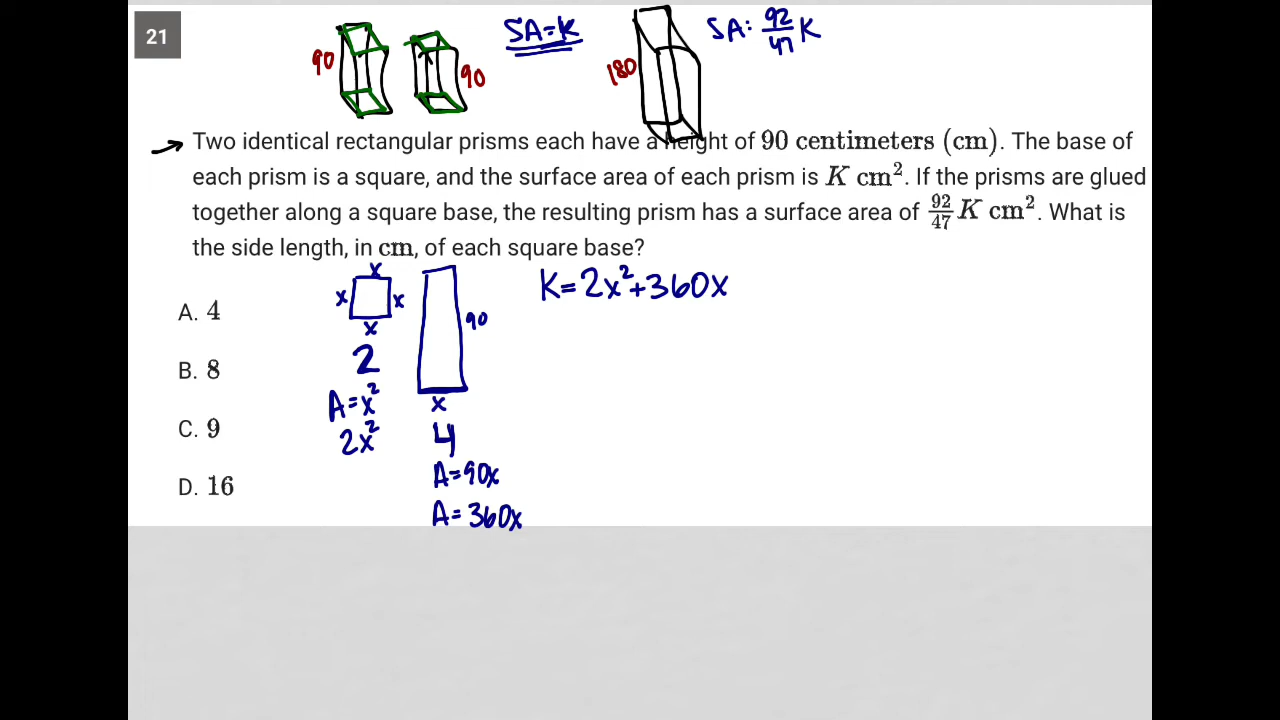 21
90
90
SA=K
180
SA: 92/47 K
Two identical rectangular prisms each have a height of 90 centimeters (cm). The base of
each prism is a square, and the surface area of each prism is K cm². If the prisms are glued
together along a square base, the resulting prism has a surface area of 92/47 K cm². What is
the side length, in cm, of each square base?
A. 4
B. 8
C. 9
D. 16
x
x
x
x
2
A=x²
2x²
90
x
4
A=90x
A=360x
K=2x²+360x